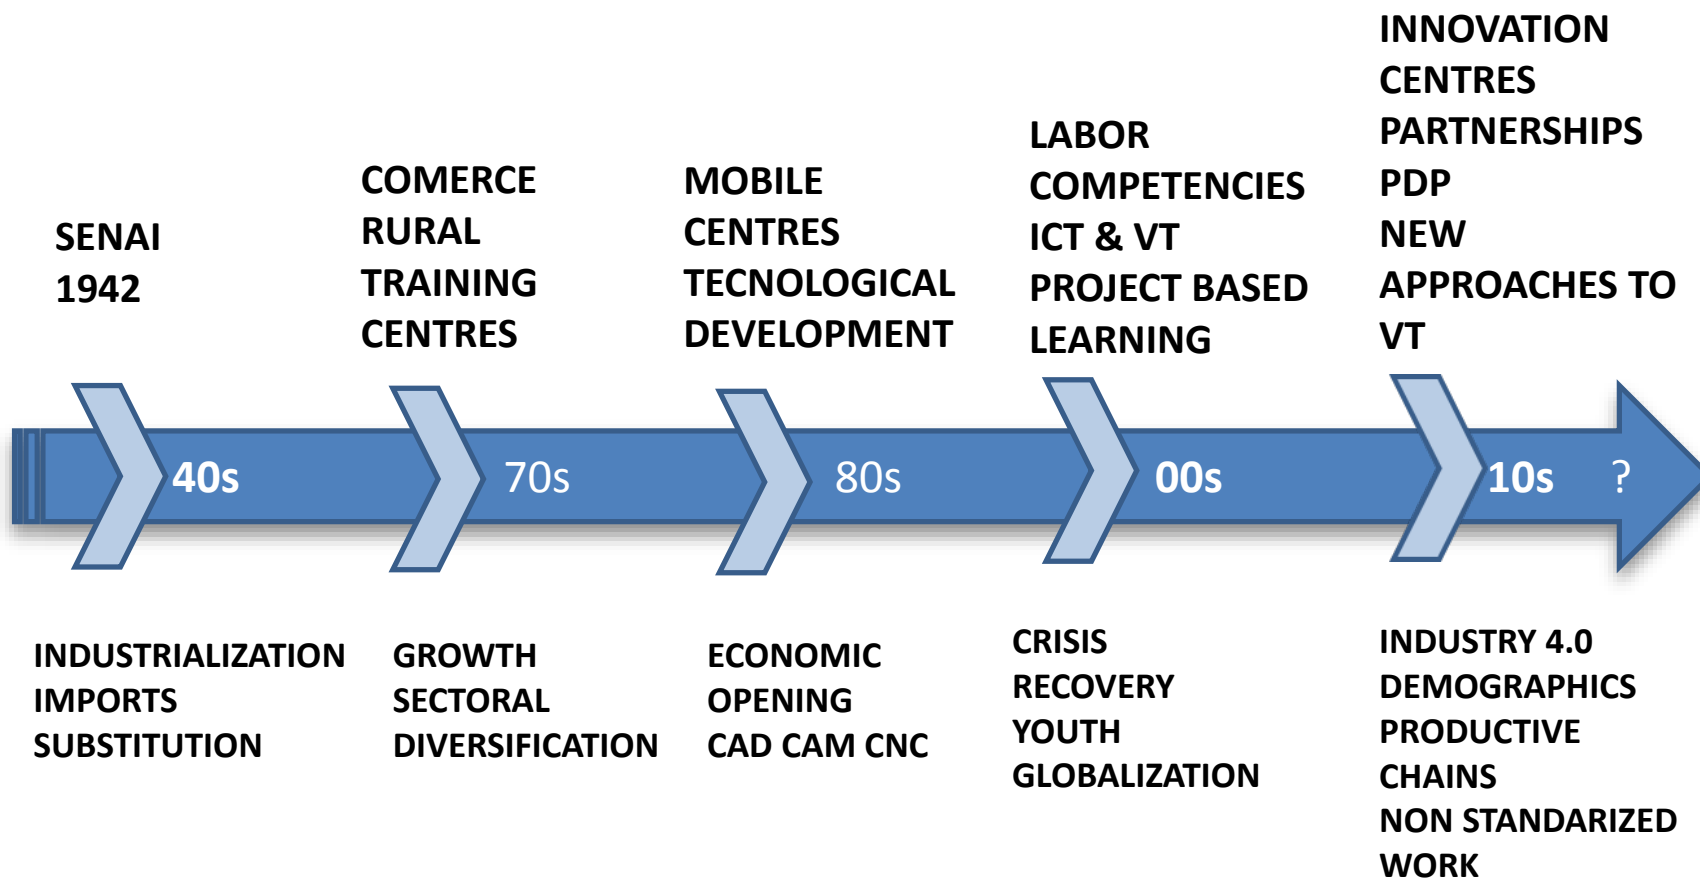 SENAI
1942
COMERCE
RURAL
TRAINING
CENTRES
MOBILE
CENTRES
TECNOLOGICAL
DEVELOPMENT
LABOR
COMPETENCIES
ICT & VT
PROJECT BASED
LEARNING
INNOVATION
CENTRES
PARTNERSHIPS
PDP
NEW
APPROACHES TO
VT
40s
70s
80s
00s
10s ?
INDUSTRIALIZATION
IMPORTS
SUBSTITUTION
GROWTH
SECTORAL
DIVERSIFICATION
ECONOMIC
OPENING
CAD CAM CNC
CRISIS
RECOVERY
YOUTH
GLOBALIZATION
INDUSTRY 4.0
DEMOGRAPHICS
PRODUCTIVE
CHAINS
NON STANDARIZED
WORK